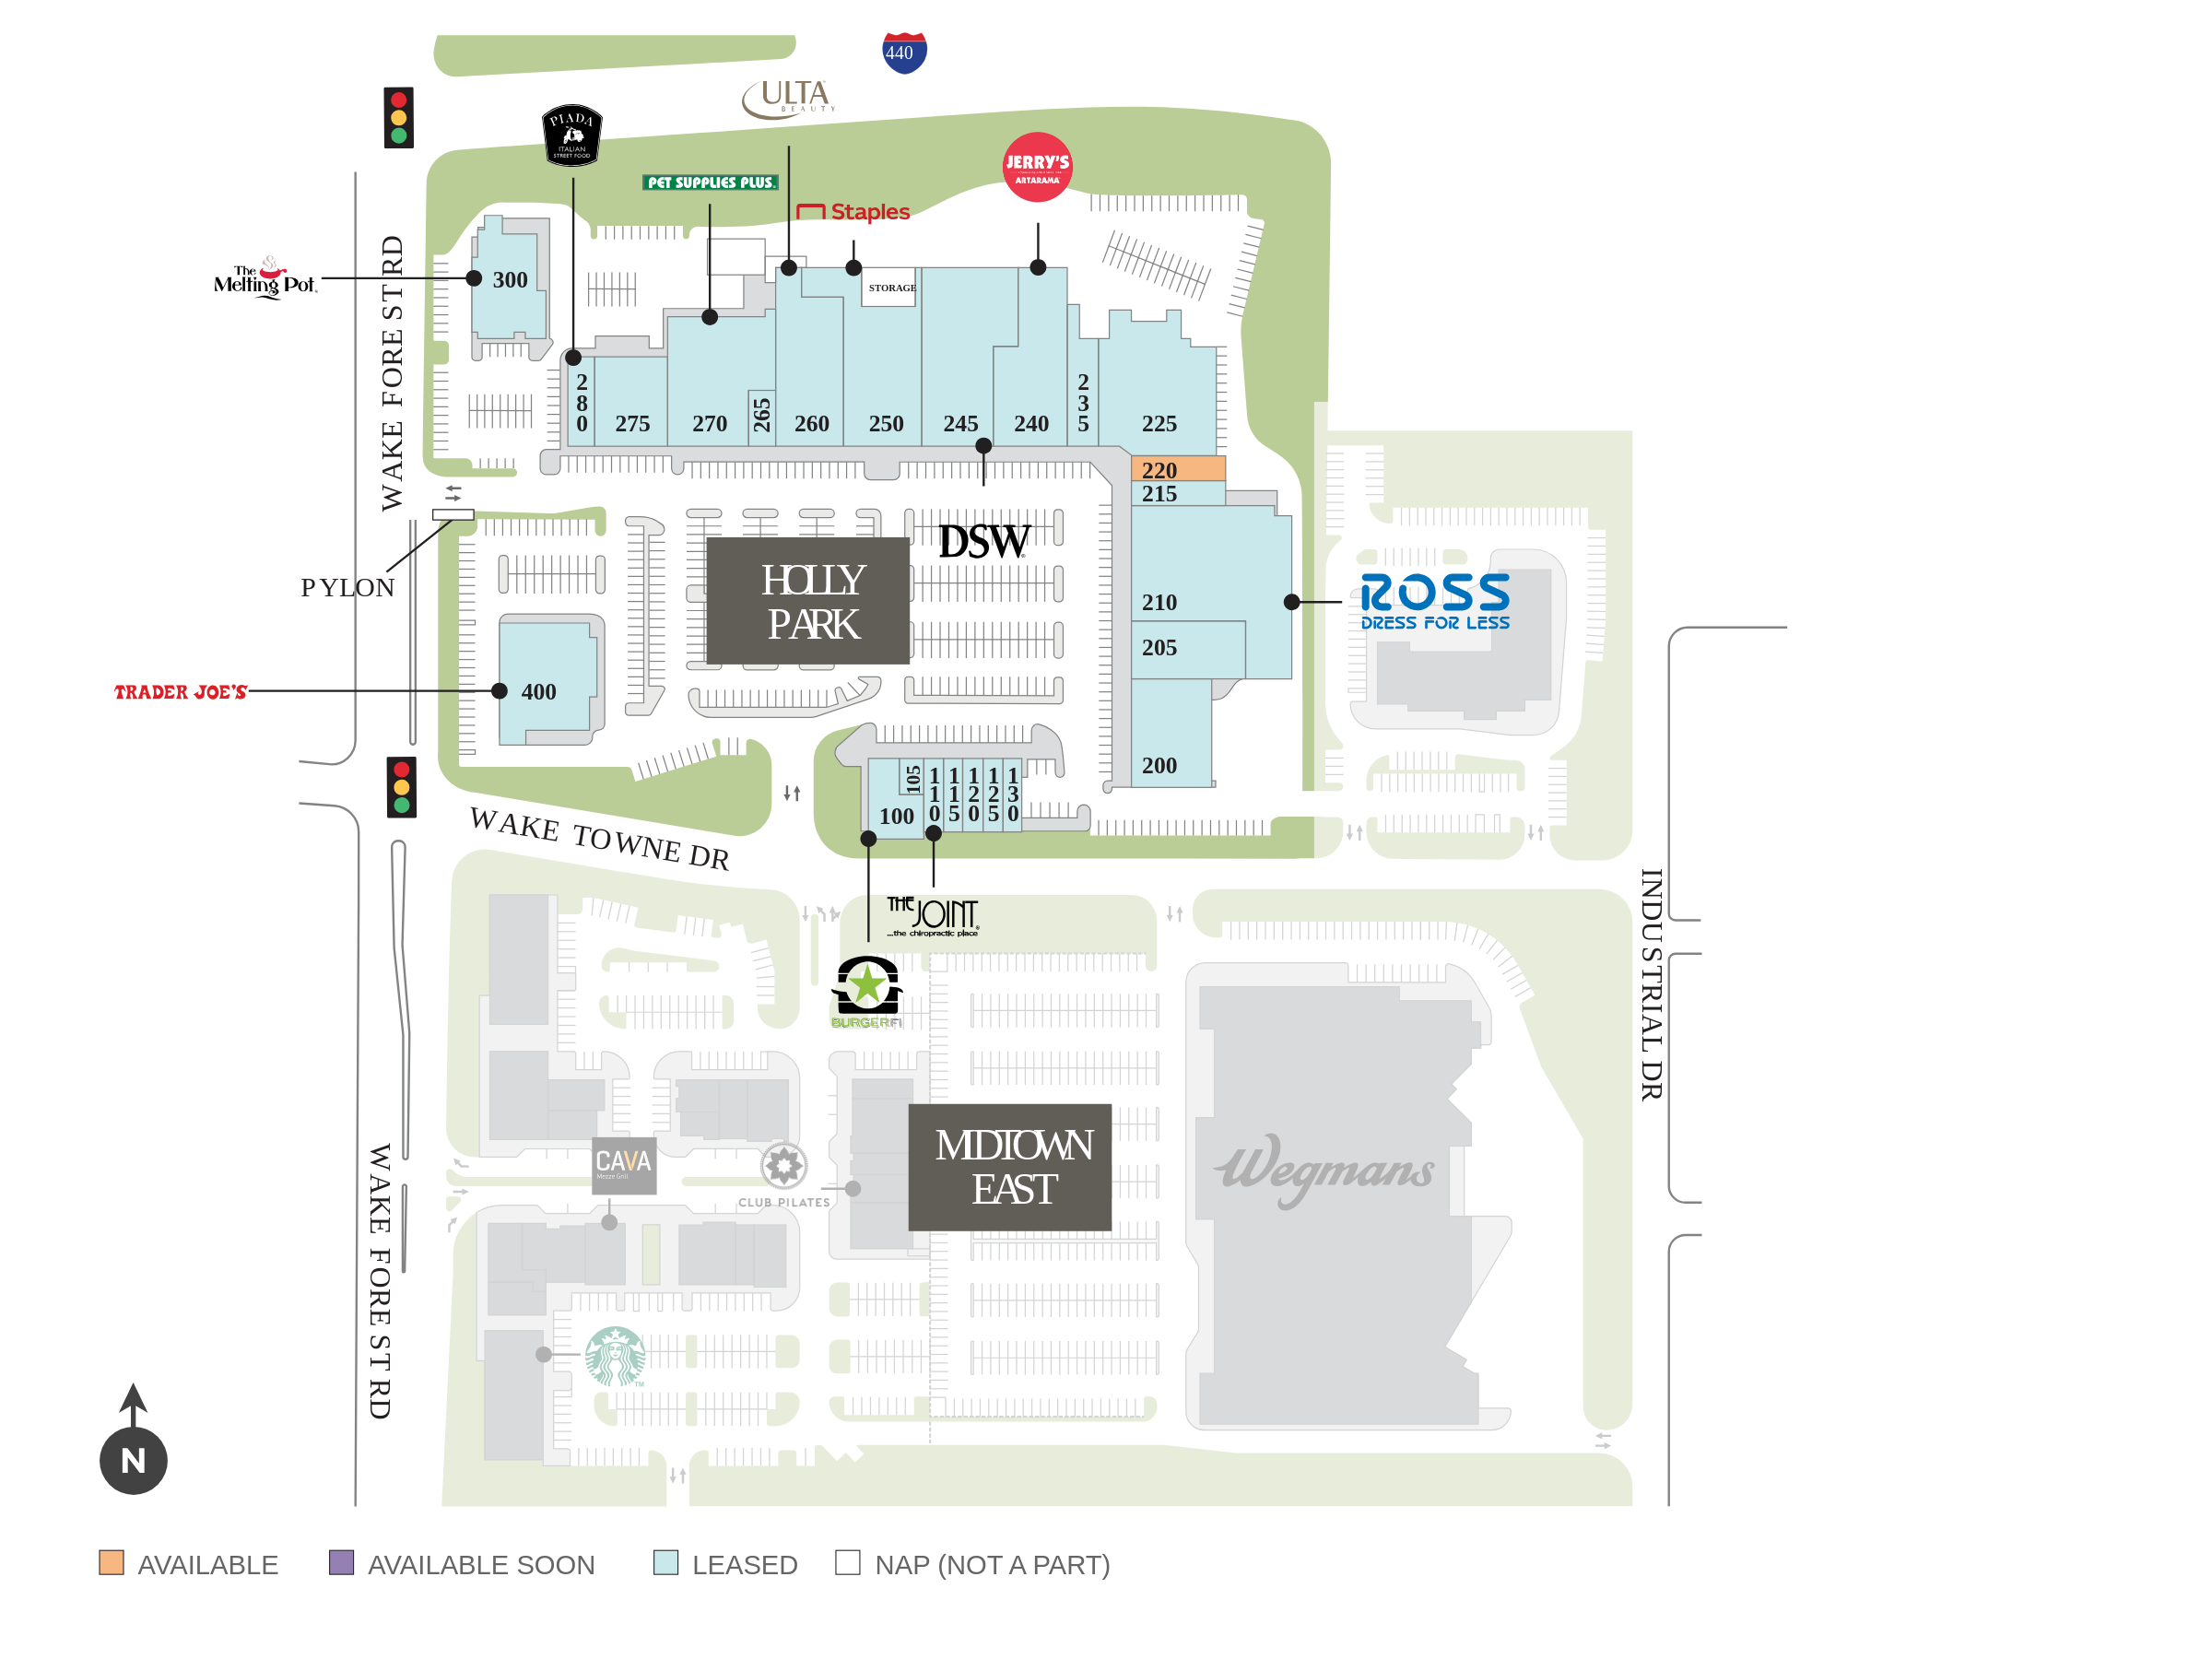 440
ULTA
BEAUTY
PIADA
ITALIAN
STREET FOOD
PET SUPPLIES PLUS.
JERRY'S
ARTARAMA
Staples
The
Melting Pot.
300
STORAGE
WAKE FOREST RD
280
275
270
265
260
250
245
240
235
225
220
215
210
205
200
PYLON
DSW
HOLLY
PARK
ROSS
DRESS FOR LESS
TRADER JOE'S
400
100
105
110
115
120
125
130
WAKE TOWNE DR
THE JOINT
...the chiropractic place
BURGERFI
INDUSTRIAL DR
WAKE FOREST RD
CAVA
Mezze Grill
CLUB PILATES
MIDTOWN
EAST
Wegmans
TM
N
AVAILABLE
AVAILABLE SOON
LEASED
NAP (NOT A PART)